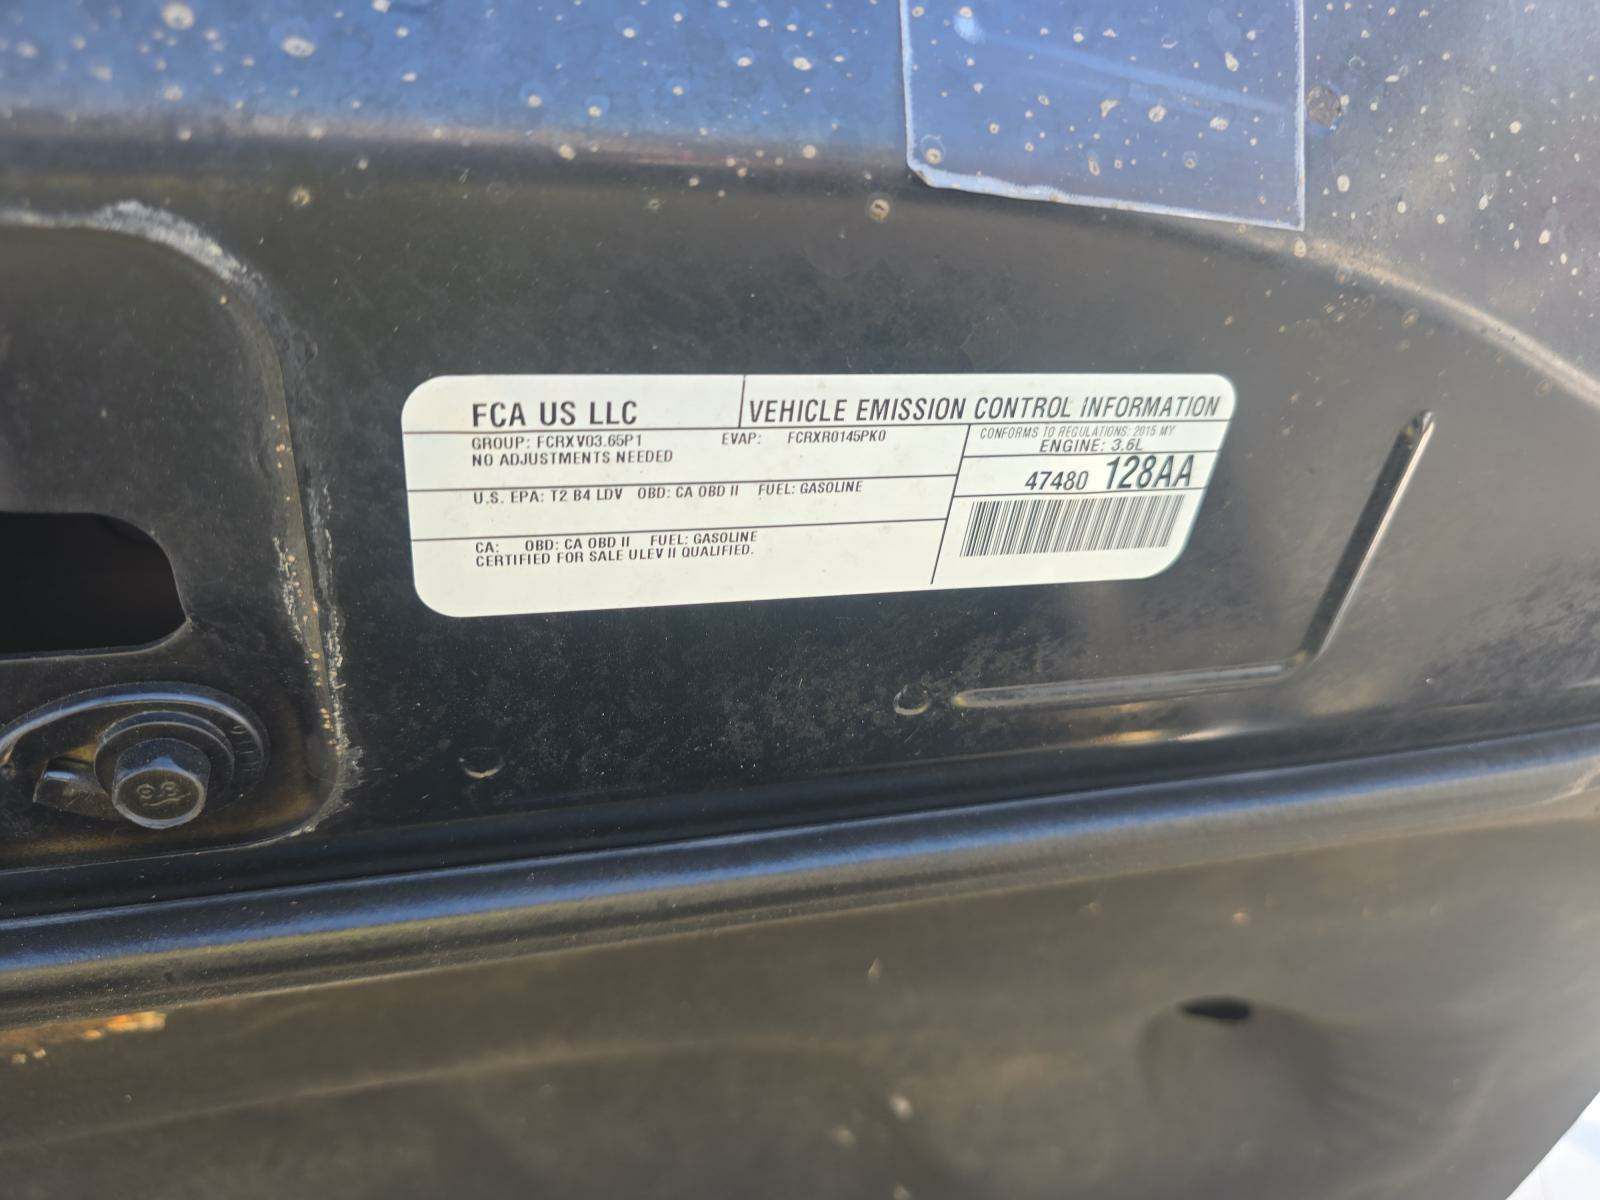 FCA US LLC
VEHICLE EMISSION CONTROL INFORMATION
GROUP: FCRXV03.65P1 EVAP: FCRXR0145PK0
NO ADJUSTMENTS NEEDED
CONFORMS TO REGULATIONS: 2015 MY
ENGINE: 3.6L
47480 128AA
U.S. EPA: T2 B4 LDV OBD: CA OBD II FUEL: GASOLINE
CA: OBD: CA OBD II FUEL: GASOLINE
CERTIFIED FOR SALE ULEV II QUALIFIED.